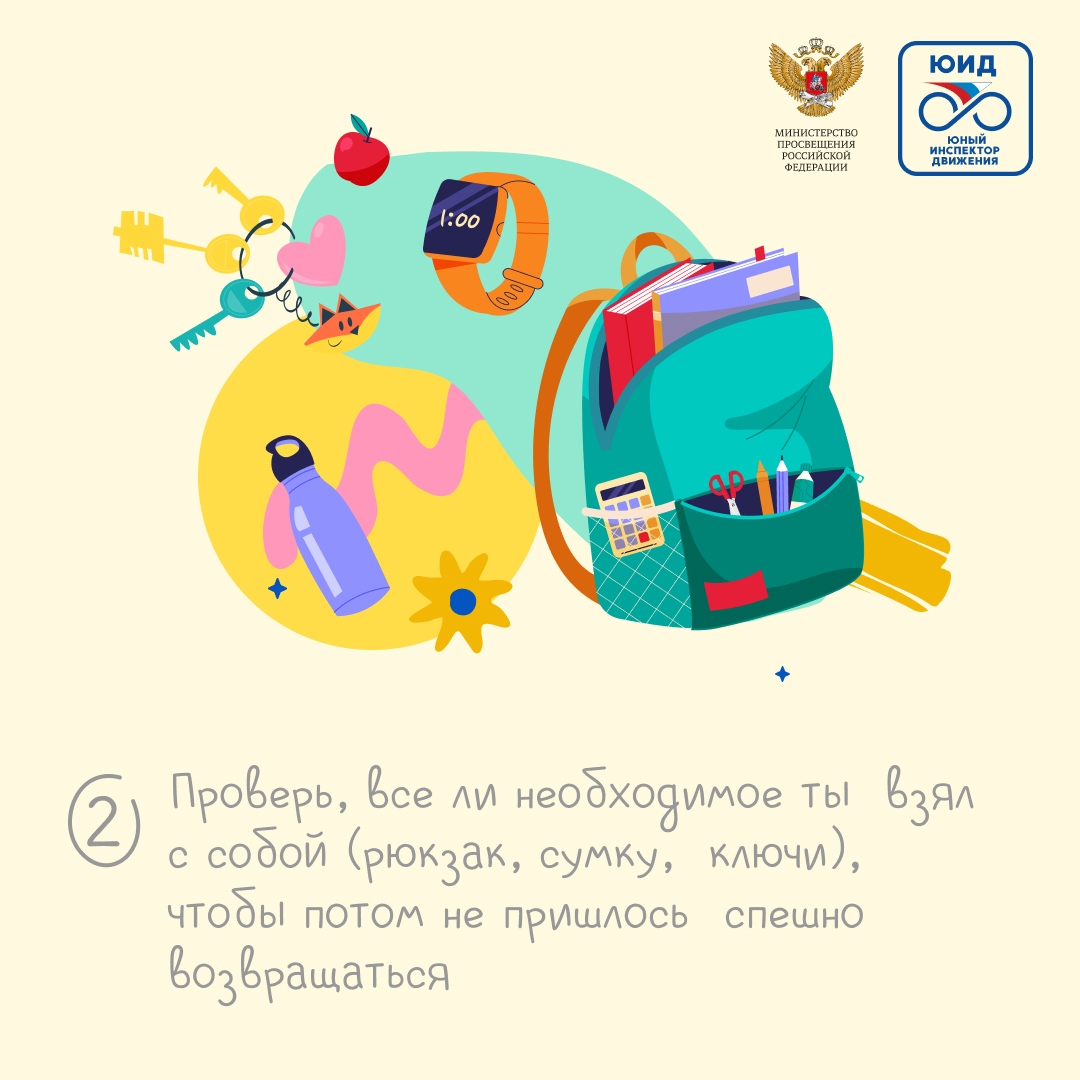 МИНИСТЕРСТВО
ПРОСВЕЩЕНИЯ
РОССИЙСКОЙ
ФЕДЕРАЦИИ
ЮИД
ЮНЫЙ
ИНСПЕКТОР
ДВИЖЕНИЯ
1:00
2 Проверь, все ли необходимое ты взял
с собой (рюкзак, сумку, ключи),
чтобы потом не пришлось спешно
возвращаться